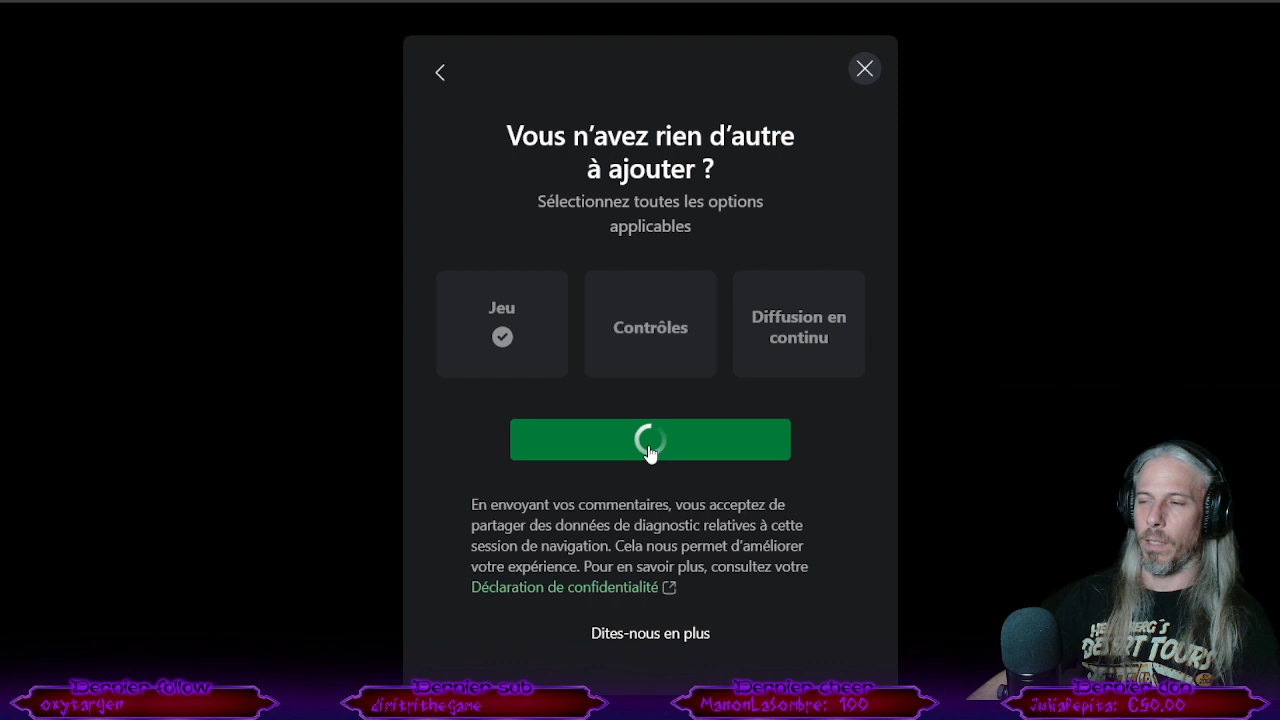 Vous n’avez rien d’autre
à ajouter ?
Sélectionnez toutes les options
applicables
Jeu
Contrôles
Diffusion en
continu
En envoyant vos commentaires, vous acceptez de
partager des données de diagnostic relatives à cette
session de navigation. Cela nous permet d’améliorer
votre expérience. Pour en savoir plus, consultez votre
Déclaration de confidentialité
Dites-nous en plus
DESERT TOURS
Dernier follow
oxytargen
Dernier sub
dimitrithegame
Dernier cheer
ManonLaSombre: 100
Dernier don
JuliaPepita: €50.00